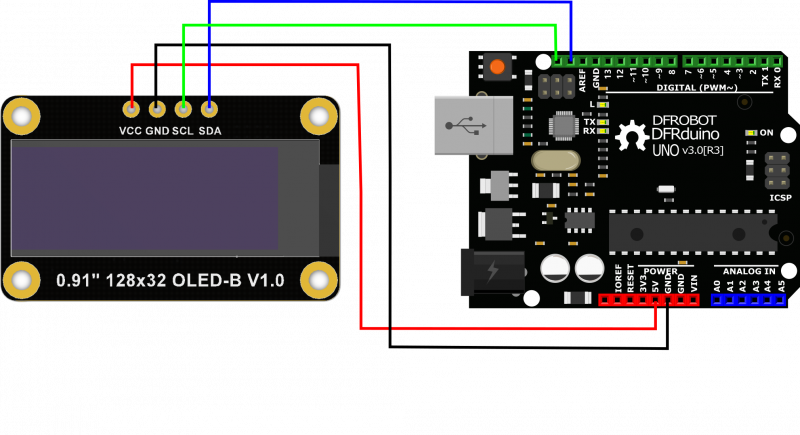 VCC GND SCL SDA
0.91" 128x32 OLED-B V1.0
AREF
GND
13
12
~11
~10
~9
8
7
~6
~5
4
~3
2
TX 1
RX 0
DIGITAL (PWM~)
L
TX
RX
DFROBOT
DFRduino
UNO v3.0[R3]
ON
ICSP
POWER
ANALOG IN
IOREF
RESET
3V3
5V
GND
GND
VIN
A0
A1
A2
A3
A4
A5